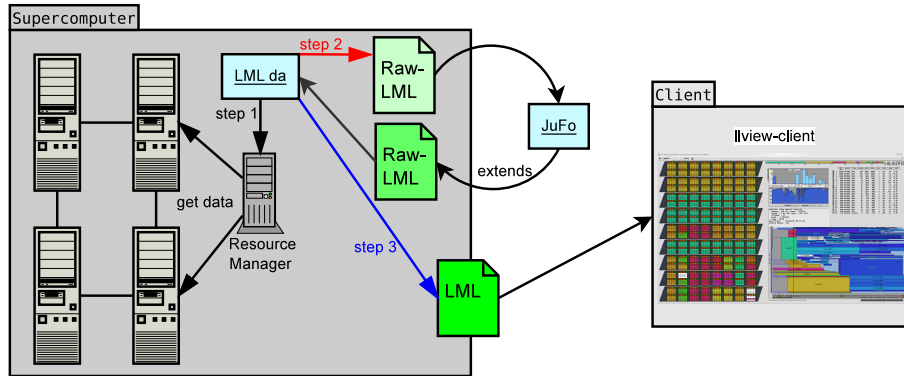 Supercomputer
step 2
LML da
Raw-
LML
step 1
JuFo
Raw-
LML
extends
get data
Resource
Manager
step 3
LML
Client
llview-client